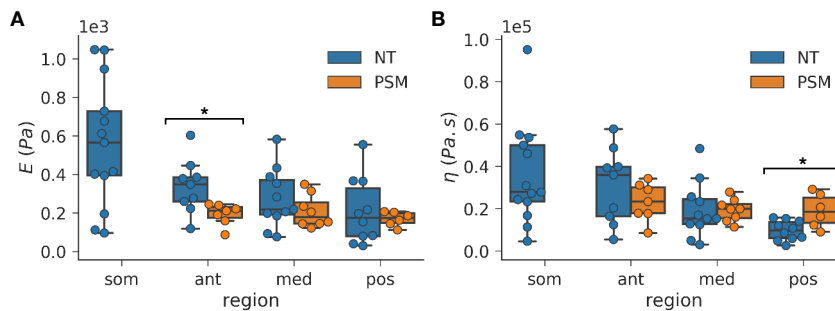 A
1e3
E (Pa)
1.0
0.8
0.6
0.4
0.2
0.0
*
NT
PSM
som ant med pos
region
B
1e5
η (Pa.s)
1.0
0.8
0.6
0.4
0.2
0.0
NT
PSM
*
som ant med pos
region